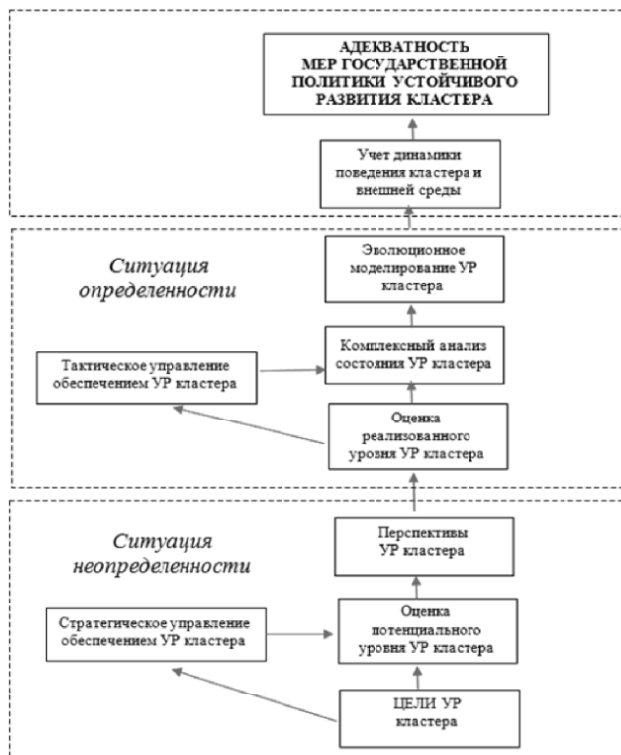 АДЕКВАТНОСТЬ
МЕР ГОСУДАРСТВЕННОЙ
ПОЛИТИКИ УСТОЙЧИВОГО
РАЗВИТИЯ КЛАСТЕРА
Учет динамики
поведения кластера и
внешней среды
Ситуация
определенности
Эволюционное
моделирование УР
кластера
Комплексный анализ
состояния УР кластера
Тактическое управление
обеспечением УР кластера
Оценка
реализованного
уровня УР кластера
Ситуация
неопределенности
Перспективы
УР кластера
Стратегическое управление
обеспечением УР кластера
Оценка
потенциального
уровня УР кластера
ЦЕЛИ УР
кластера